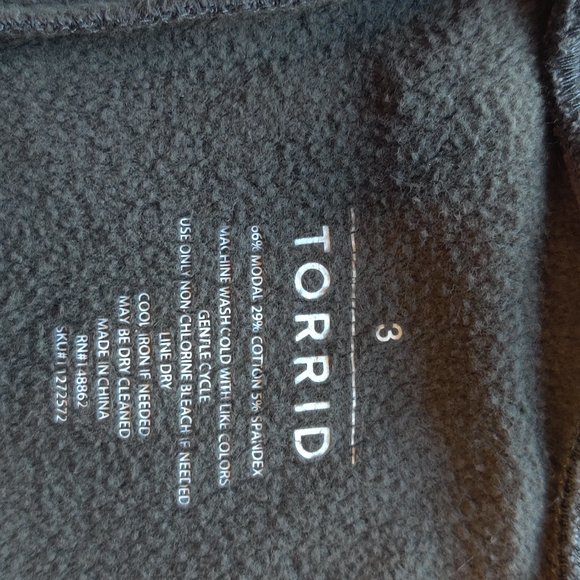 3
TORRID
66% MODAL 29% COTTON 5% SPANDEX
MACHINE WASH COLD WITH LIKE COLORS
GENTLE CYCLE
USE ONLY NON-CHLORINE BLEACH IF NEEDED
LINE DRY
COOL IRON IF NEEDED
MAY BE DRY CLEANED
MADE IN CHINA
RN#148862
SKU#11272572